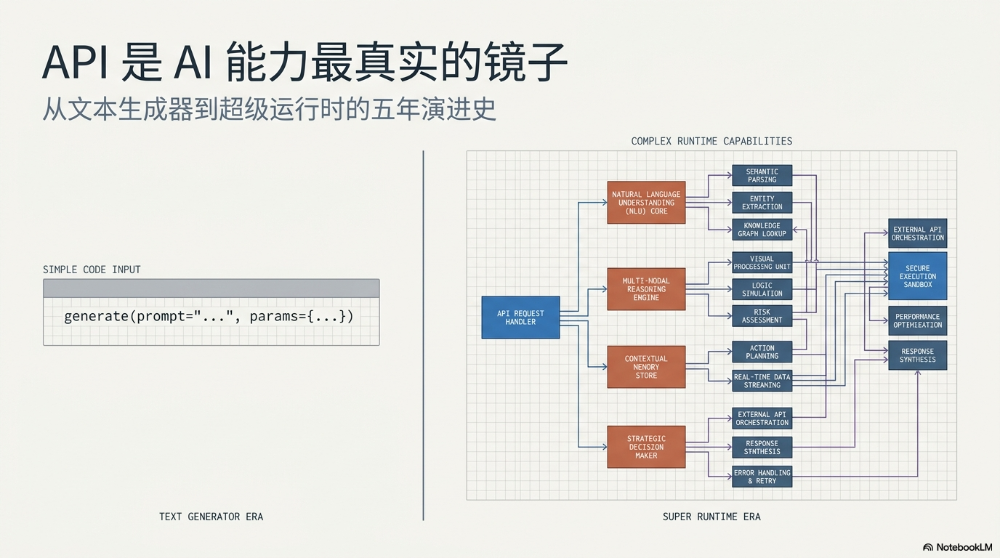 API 是 AI 能力最真实的镜子
从文本生成器到超级运行时的五年演进史
SIMPLE CODE INPUT
generate(prompt="...", params={...})
TEXT GENERATOR ERA
COMPLEX RUNTIME CAPABILITIES
API REQUEST
HANDLER
NATURAL LANGUAGE
UNDERSTANDING
(NLU) CORE
MULTI-NODAL
REASONING
ENGINE
CONTEXTUAL
NENORY
STORE
STRATEGIC
DECISION
MAKER
SEMANTIC
PARSING
ENTITY
EXTRACTION
KNOWLEDGE
GRAPH LOOKUP
VISUAL
PROCESSING UNIT
LOGIC
SIMULATION
RISK
ASSESSMENT
ACTION
PLANNING
REAL-TIME DATA
STREAMING
EXTERNAL API
ORCHESTRATION
RESPONSE
SYNTHESIS
ERROR HANDLING
& RETRY
EXTERNAL API
ORCHESTRATION
SECURE
EXECUTION
SANDBOX
PERFORMANCE
OPTIMIZATION
RESPONSE
SYNTHESIS
SUPER RUNTIME ERA
NotebookLM